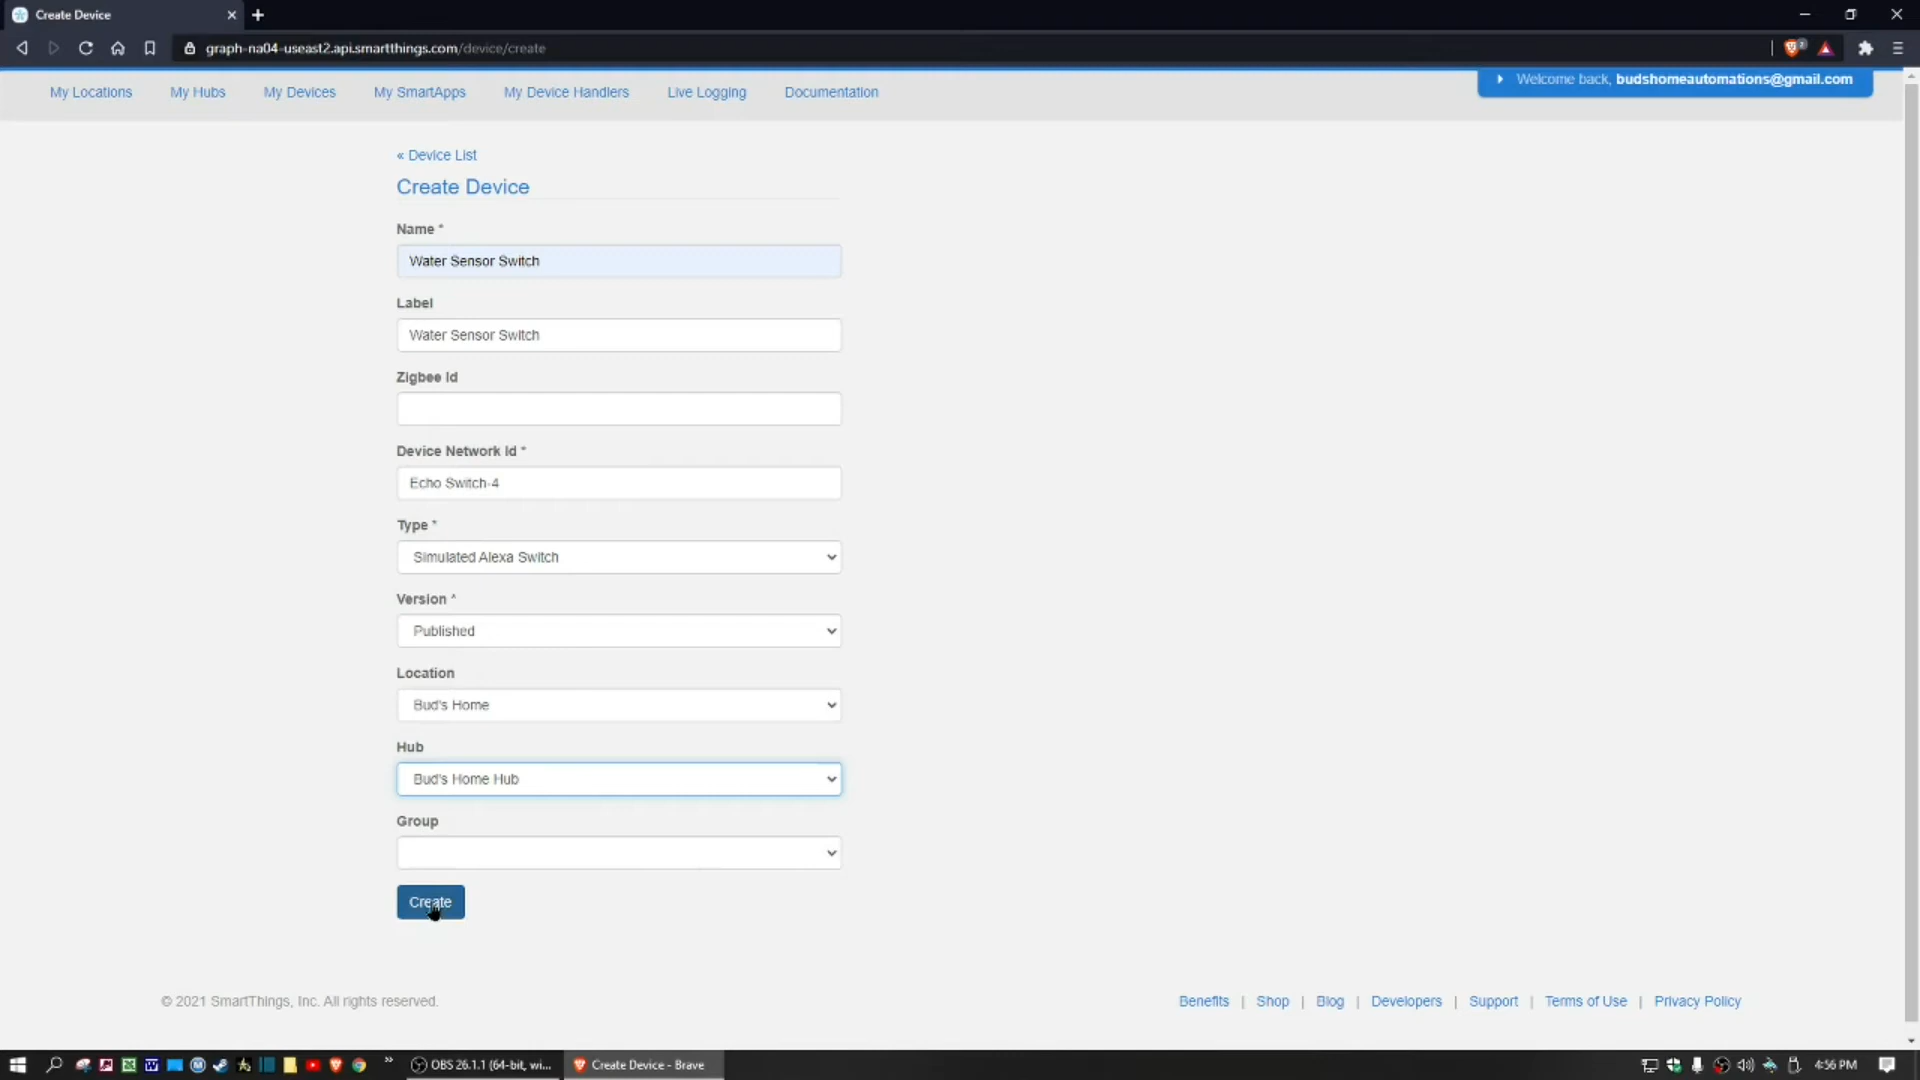 Create Device
graph-na04-useast2.api.smartthings.com/device/create
2
My Locations
My Hubs
My Devices
My SmartApps
My Device Handlers
Live Logging
Documentation
Welcome back, budshomeautomations@gmail.com
« Device List
Create Device
Name *
Water Sensor Switch
Label
Water Sensor Switch
Zigbee Id
Device Network Id *
Echo Switch-4
Type *
Simulated Alexa Switch
Version *
Published
Location
Bud's Home
Hub
Bud's Home Hub
Group
Create
© 2021 SmartThings, Inc. All rights reserved.
Benefits | Shop | Blog | Developers | Support | Terms of Use | Privacy Policy
OBS 26.1.1 (64-bit, wi...
Create Device - Brave
4:56 PM